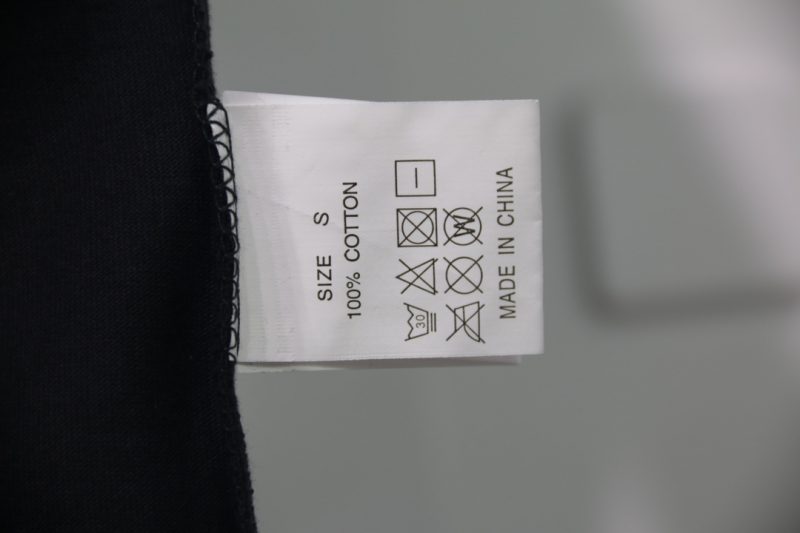 SIZE S
100% COTTON
30
W
MADE IN CHINA